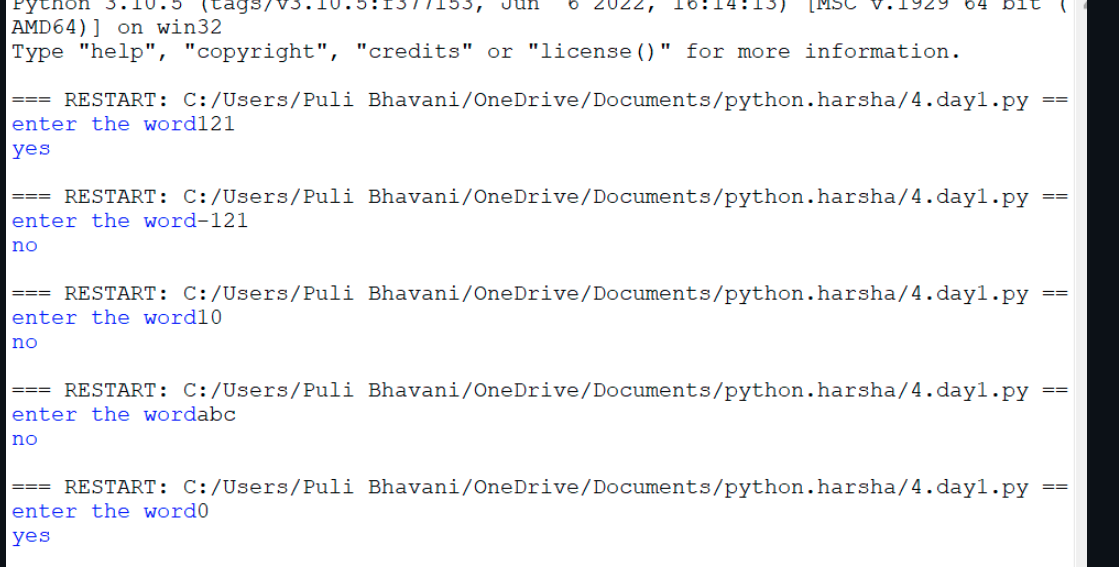 Python 3.10.5 (tags/v3.10.5:f377153, Jun  6 2022, 16:14:13) [MSC v.1929 64 bit (
AMD64)] on win32
Type "help", "copyright", "credits" or "license()" for more information.
=== RESTART: C:/Users/Puli Bhavani/OneDrive/Documents/python.harsha/4.day1.py ==
enter the word121
yes
=== RESTART: C:/Users/Puli Bhavani/OneDrive/Documents/python.harsha/4.day1.py ==
enter the word-121
no
=== RESTART: C:/Users/Puli Bhavani/OneDrive/Documents/python.harsha/4.day1.py ==
enter the word10
no
=== RESTART: C:/Users/Puli Bhavani/OneDrive/Documents/python.harsha/4.day1.py ==
enter the wordabc
no
=== RESTART: C:/Users/Puli Bhavani/OneDrive/Documents/python.harsha/4.day1.py ==
enter the word0
yes